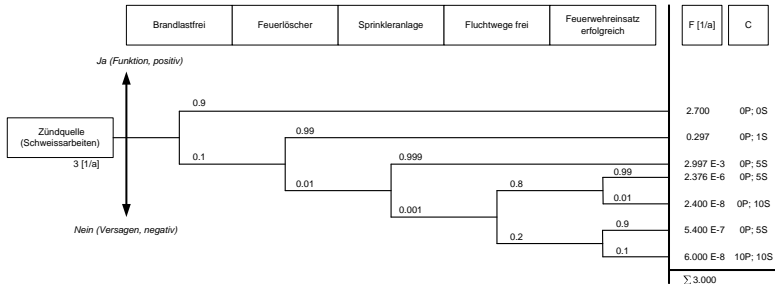 Brandlastfrei Feuerlöscher Sprinkleranlage Fluchtwege frei Feuerwehreinsatz erfolgreich F [1/a] C
Ja (Funktion, positiv)
0.9 2.700 0P; 0S
Zündquelle
(Schweissarbeiten)
3 [1/a]
0.99 0.297 0P; 1S
0.1 0.999 2.997 E-3 0P; 5S
0.99 2.376 E-6 0P; 5S
0.01 0.8
0.01 2.400 E-8 0P; 10S
0.001
0.9 5.400 E-7 0P; 5S
Nein (Versagen, negativ)
0.2
0.1 6.000 E-8 10P; 10S
∑ 3.000